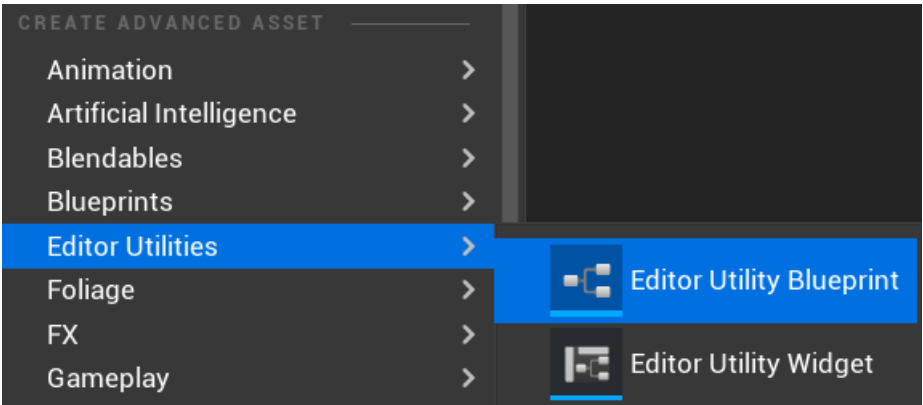 CREATE ADVANCED ASSET
Animation
Artificial Intelligence
Blendables
Blueprints
Editor Utilities
Editor Utility Blueprint
Foliage
FX
Editor Utility Widget
Gameplay